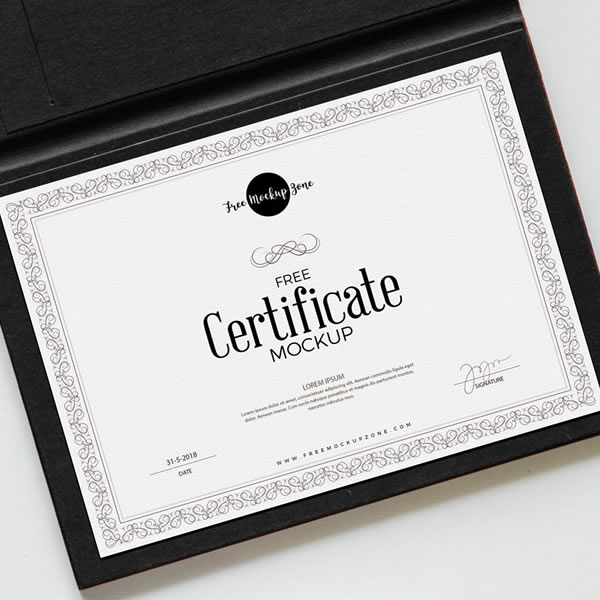 Free Mockup Zone
FREE
Certificate
MOCKUP
LOREM IPSUM
Lorem ipsum dolor sit amet, consectetuer adipiscing elit. Aenean commodo ligula eget
dolor. Aenean massa. Cum sociis natoque penatibus et magnis dis parturient montes,
nascetur ridiculus mus.
SIGNATURE
31-5-2018
DATE
WWW.FREEMOCKUPZONE.COM